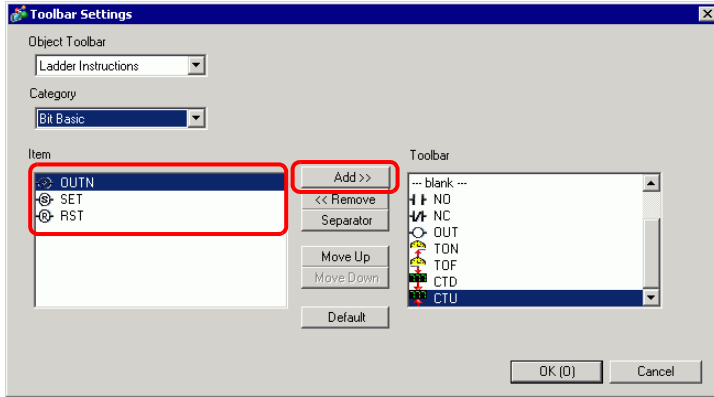 Toolbar Settings
Object Toolbar
Ladder Instructions
Category
Bit Basic
Item
OUTN
SET
RST
Add >>
<< Remove
Separator
Move Up
Move Down
Default
Toolbar
--- blank ---
NO
NC
OUT
TON
TOF
CTD
CTU
OK (O)
Cancel